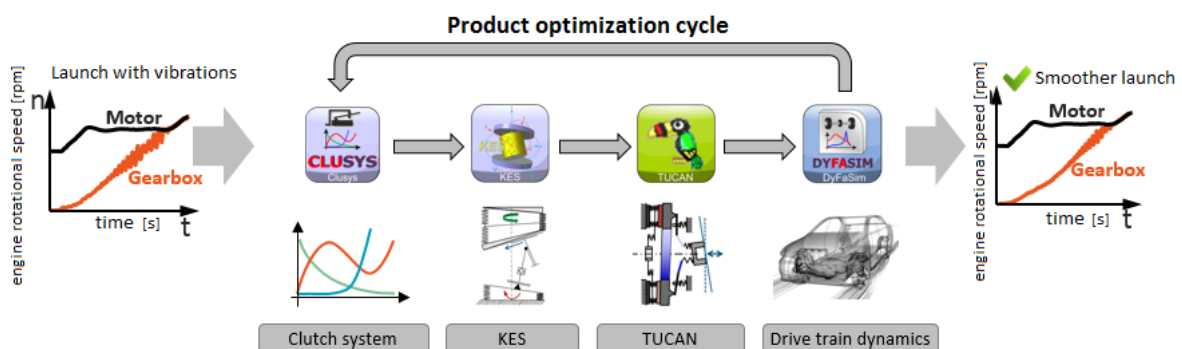 Product optimization cycle
Launch with vibrations
engine rotational speed [rpm]
n
Motor
Gearbox
time [s]
t
CLUSYS
Clusys
KES
KES
TUCAN
DYFASIM
DyFaSim
Smoother launch
engine rotational speed [rpm]
n
Motor
Gearbox
time [s]
t
Clutch system
KES
TUCAN
Drive train dynamics